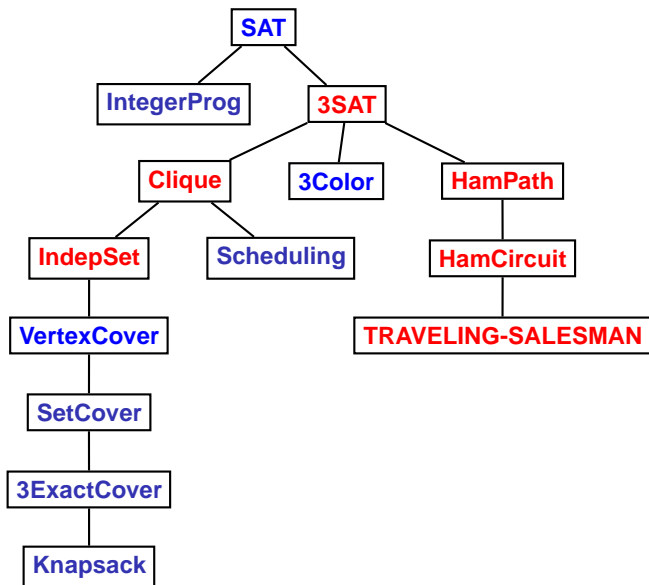 SAT
IntegerProg
3SAT
Clique
3Color
HamPath
IndepSet
Scheduling
HamCircuit
VertexCover
TRAVELING-SALESMAN
SetCover
3ExactCover
Knapsack